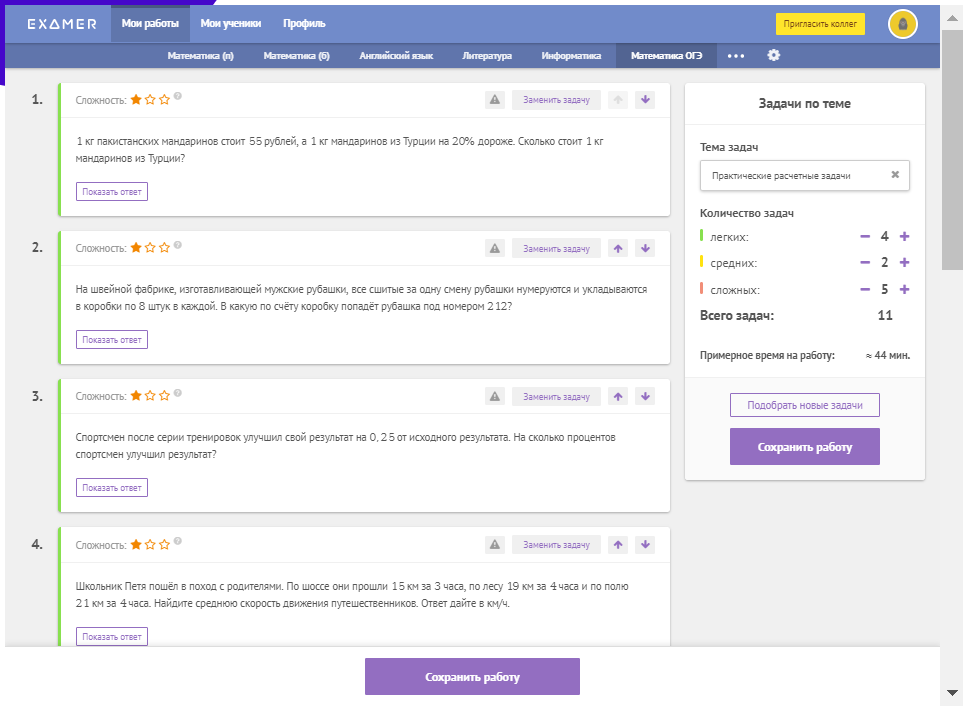 EXAMER Мои работы Мои ученики Профиль Пригласить коллег
Математика (п) Математика (б) Английский язык Литература Информатика Математика ОГЭ •••
1. Сложность: ? Заменить задачу
1 кг пакистанских мандаринов стоит 55 рублей, а 1 кг мандаринов из Турции на 20% дороже. Сколько стоит 1 кг
мандаринов из Турции?
Показать ответ
2. Сложность: ? Заменить задачу
На швейной фабрике, изготавливающей мужские рубашки, все сшитые за одну смену рубашки нумеруются и укладываются
в коробки по 8 штук в каждой. В какую по счёту коробку попадёт рубашка под номером 212?
Показать ответ
3. Сложность: ? Заменить задачу
Спортсмен после серии тренировок улучшил свой результат на 0,25 от исходного результата. На сколько процентов
спортсмен улучшил результат?
Показать ответ
4. Сложность: ? Заменить задачу
Школьник Петя пошёл в поход с родителями. По шоссе они прошли 15 км за 3 часа, по лесу 19 км за 4 часа и по полю
21 км за 4 часа. Найдите среднюю скорость движения путешественников. Ответ дайте в км/ч.
Показать ответ
Задачи по теме
Тема задач
Практические расчетные задачи ×
Количество задач
легких: − 4 +
средних: − 2 +
сложных: − 5 +
Всего задач: 11
Примерное время на работу: ≈ 44 мин.
Подобрать новые задачи
Сохранить работу
Сохранить работу